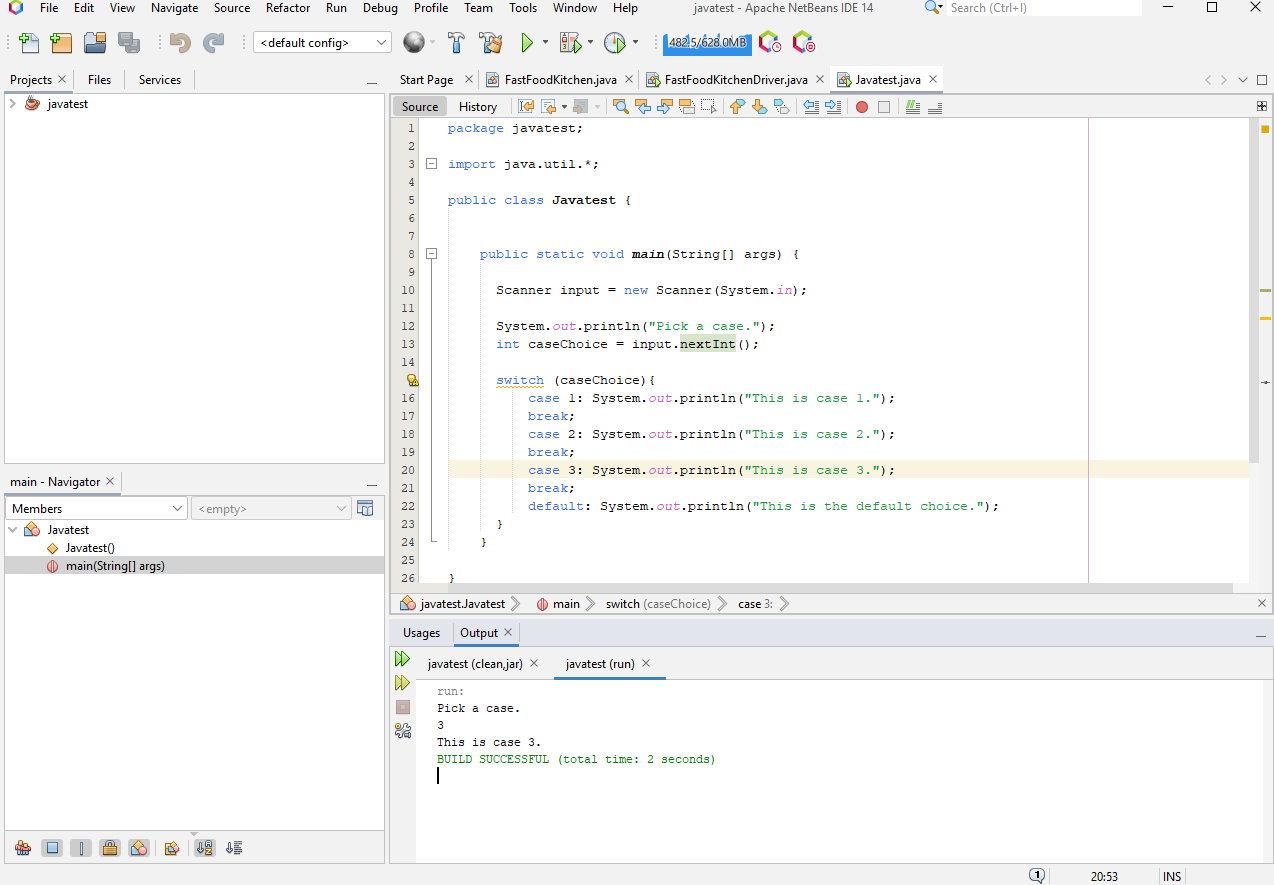 File Edit View Navigate Source Refactor Run Debug Profile Team Tools Window Help javatest - Apache NetBeans IDE 14 Search (Ctrl+I)
<default config> 482.5/628.0MB
Projects Files Services
javatest
Start Page FastFoodKitchen.java FastFoodKitchenDriver.java Javatest.java
Source History
1 package javatest;
2
3 import java.util.*;
4
5 public class Javatest {
6
7
8 public static void main(String[] args) {
9
10 Scanner input = new Scanner(System.in);
11
12 System.out.println("Pick a case.");
13 int caseChoice = input.nextInt();
14
switch (caseChoice){
16 case 1: System.out.println("This is case 1.");
17 break;
18 case 2: System.out.println("This is case 2.");
19 break;
20 case 3: System.out.println("This is case 3.");
21 break;
22 default: System.out.println("This is the default choice.");
23 }
24 }
25
26 }
javatest.Javatest main switch (caseChoice) case 3:
main - Navigator
Members <empty>
Javatest
Javatest()
main(String[] args)
Usages Output
javatest (clean,jar) javatest (run)
run:
Pick a case.
3
This is case 3.
BUILD SUCCESSFUL (total time: 2 seconds)
1 20:53 INS